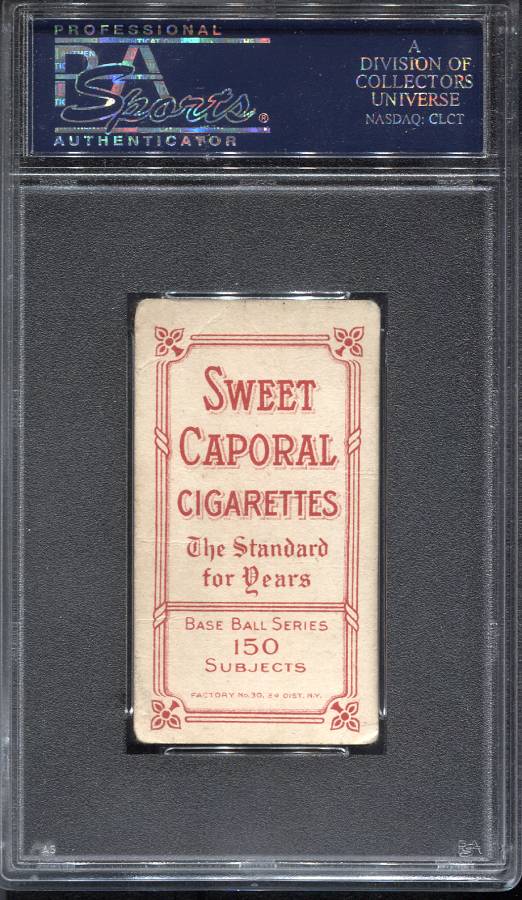 PROFESSIONAL
PSA
Sports®
AUTHENTICATOR
A
DIVISION OF
COLLECTORS
UNIVERSE
NASDAQ: CLCT
SWEET
CAPORAL
CIGARETTES
The Standard
for Years
BASE BALL SERIES
150
SUBJECTS
FACTORY No. 30, 2d DIST. N.Y.